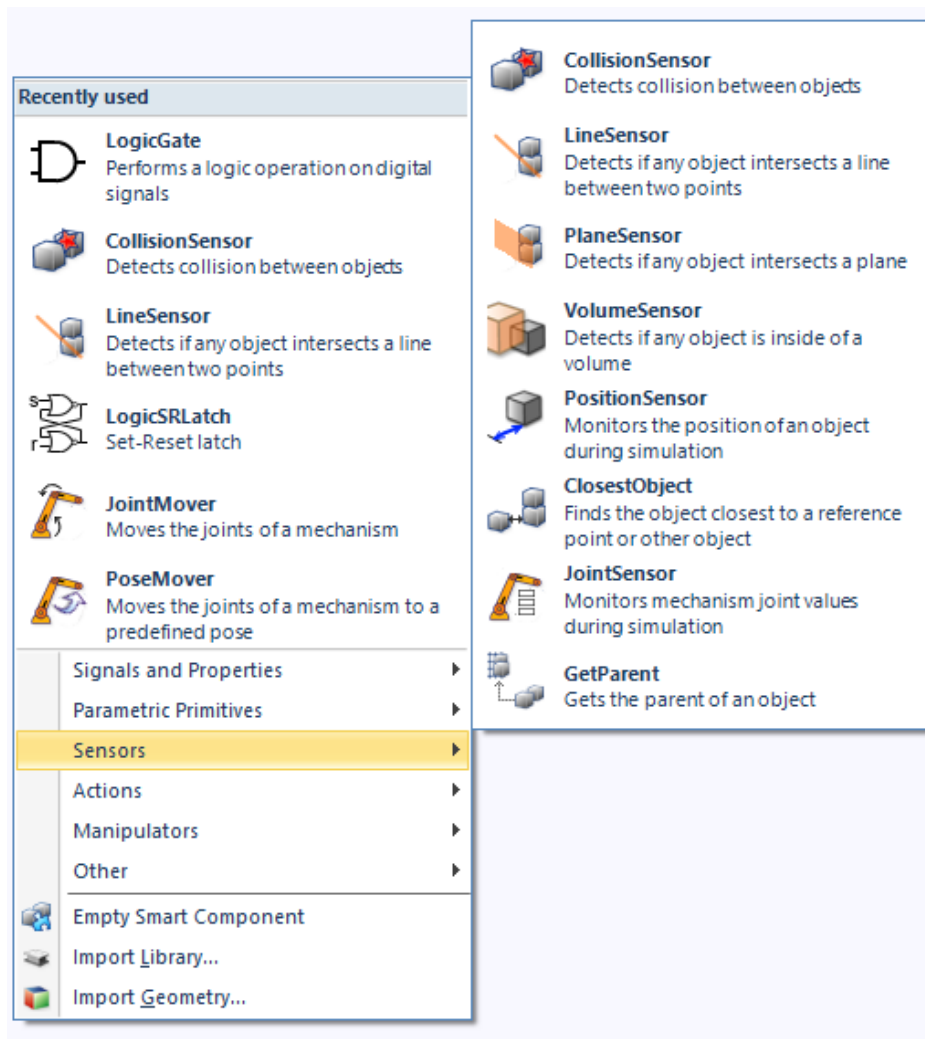 Recently used
LogicGate
Performs a logic operation on digital
signals
CollisionSensor
Detects collision between objects
LineSensor
Detects if any object intersects a line
between two points
s
r
LogicSRLatch
Set-Reset latch
JointMover
Moves the joints of a mechanism
PoseMover
Moves the joints of a mechanism to a
predefined pose
Signals and Properties
Parametric Primitives
Sensors
Actions
Manipulators
Other
Empty Smart Component
Import Library...
Import Geometry...
CollisionSensor
Detects collision between objects
LineSensor
Detects if any object intersects a line
between two points
PlaneSensor
Detects if any object intersects a plane
VolumeSensor
Detects if any object is inside of a
volume
PositionSensor
Monitors the position of an object
during simulation
ClosestObject
Finds the object closest to a reference
point or other object
JointSensor
Monitors mechanism joint values
during simulation
GetParent
Gets the parent of an object